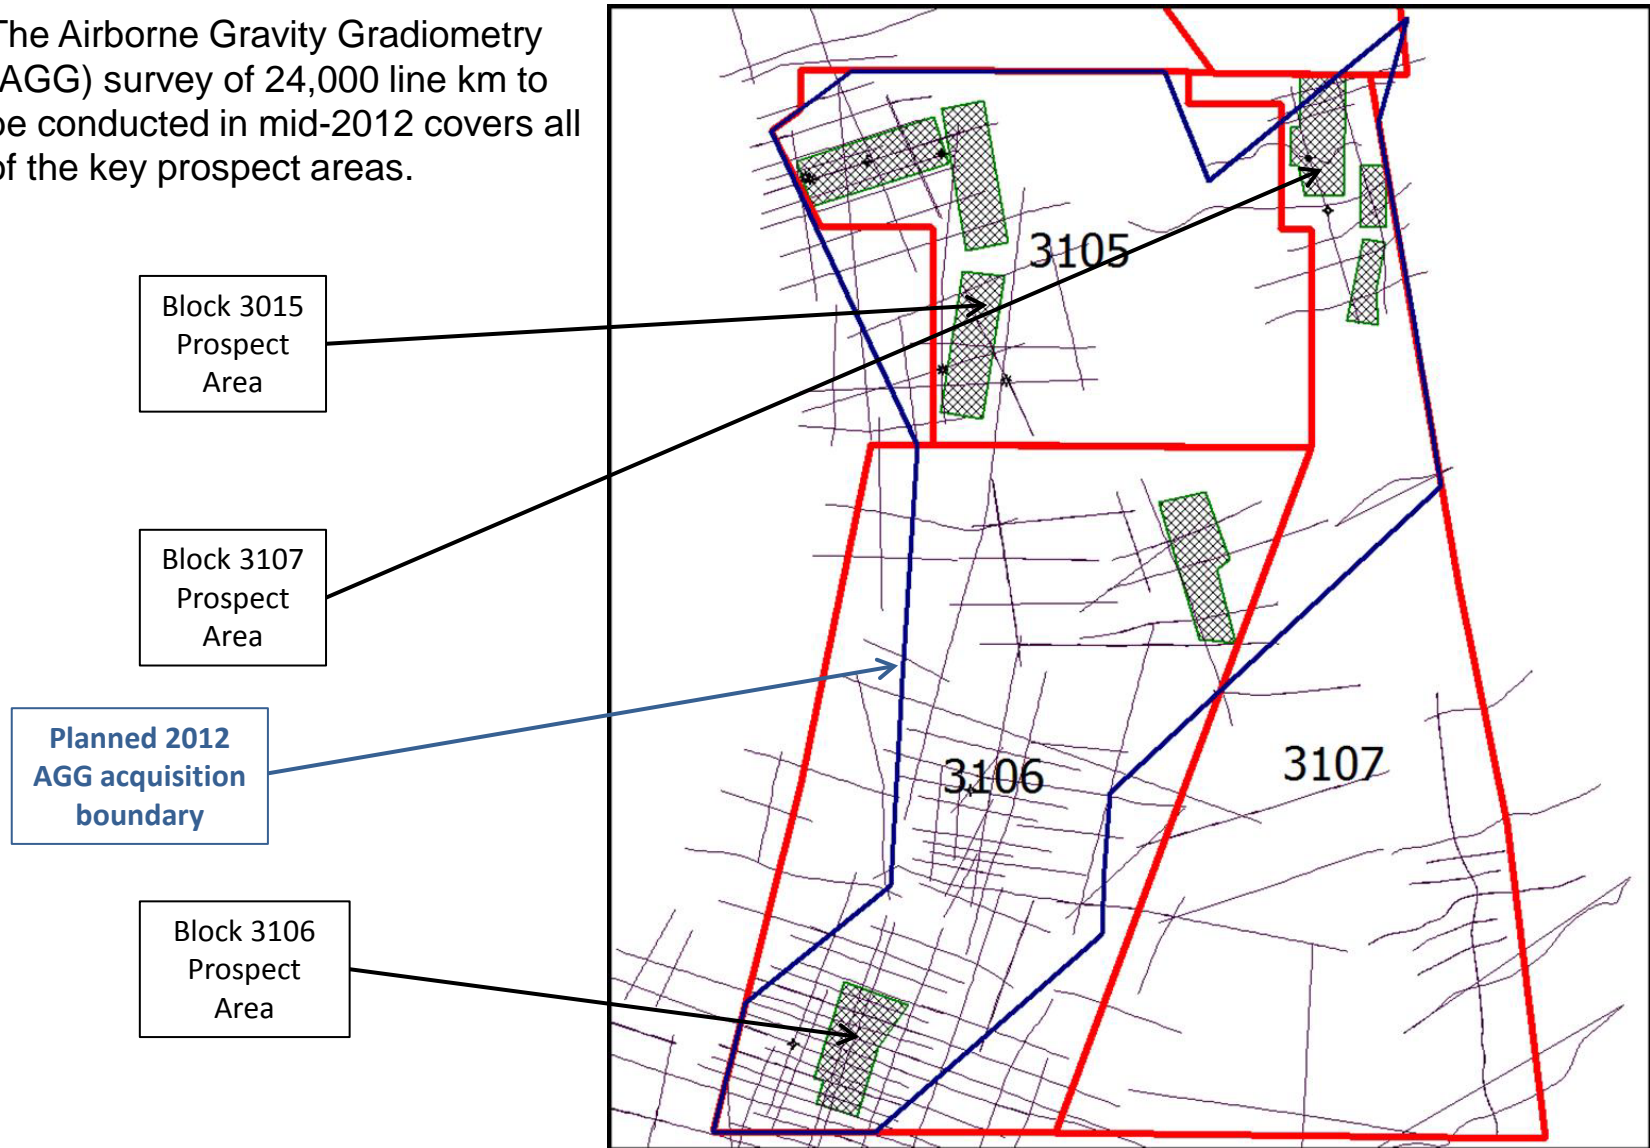 The Airborne Gravity Gradiometry
(AGG) survey of 24,000 line km to
be conducted in mid-2012 covers all
of the key prospect areas.
3105
Block 3015
Prospect
Area
Block 3107
Prospect
Area
Planned 2012
AGG acquisition
boundary
3106
3107
Block 3106
Prospect
Area